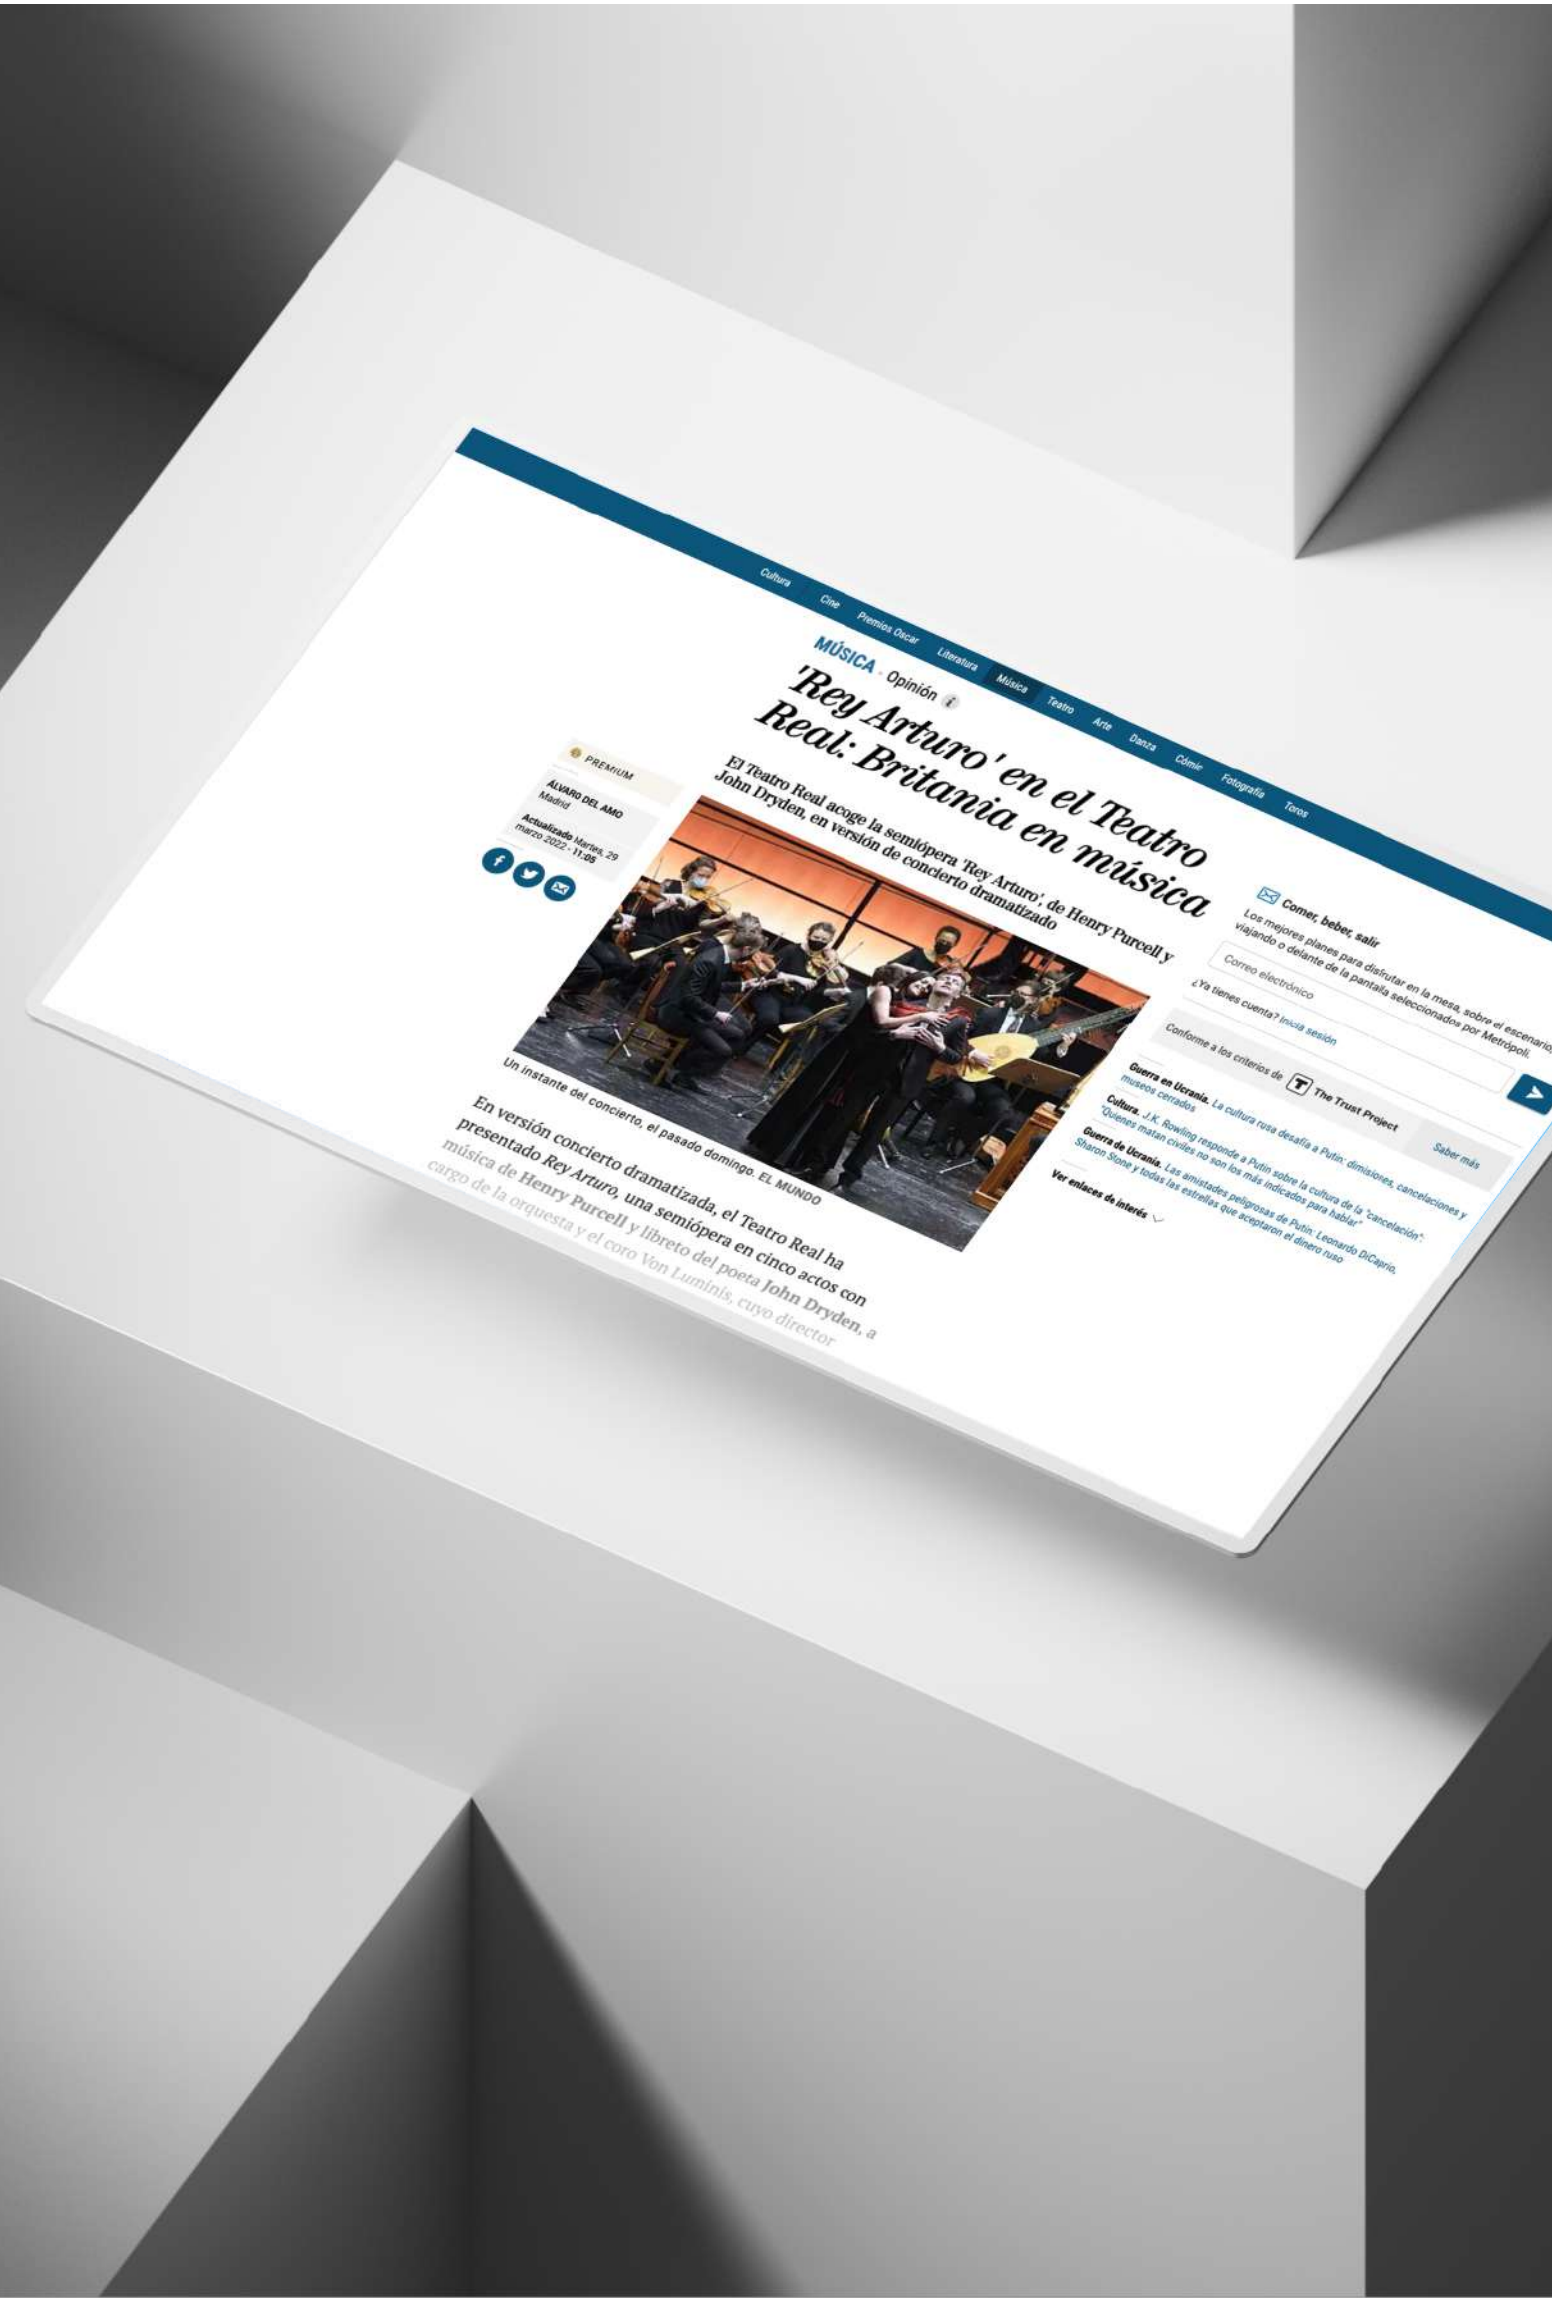 Cultura
Cine
Premios Oscar
Literatura
Música
Teatro
Arte
Danza
Cómic
Fotografía
Toros
MÚSICA · Opinión i
'Rey Arturo' en el Teatro
Real: Britania en música
El Teatro Real acoge la semiópera 'Rey Arturo', de Henry Purcell y
John Dryden, en versión de concierto dramatizado
PREMIUM
ÁLVARO DEL AMO
Madrid
Actualizado Martes, 29
marzo 2022 - 11:05
Un instante del concierto, el pasado domingo. EL MUNDO
En versión concierto dramatizada, el Teatro Real ha
presentado Rey Arturo, una semiópera en cinco actos con
música de Henry Purcell y libreto del poeta John Dryden, a
cargo de la orquesta y el coro Von Luminis, cuyo director
Comer, beber, salir
Los mejores planes para disfrutar en la mesa, sobre el escenario,
viajando o delante de la pantalla seleccionados por Metrópoli.
Correo electrónico
¿Ya tienes cuenta? Inicia sesión
Conforme a los criterios de T The Trust Project
Saber más
Guerra en Ucrania. La cultura rusa desafía a Putin: dimisiones, cancelaciones y
museos cerrados
Cultura. J.K. Rowling responde a Putin sobre la cultura de la "cancelación":
"Quienes matan civiles no son los más indicados para hablar"
Guerra de Ucrania. Las amistades peligrosas de Putin: Leonardo DiCaprio,
Sharon Stone y todas las estrellas que aceptaron el dinero ruso
Ver enlaces de interés